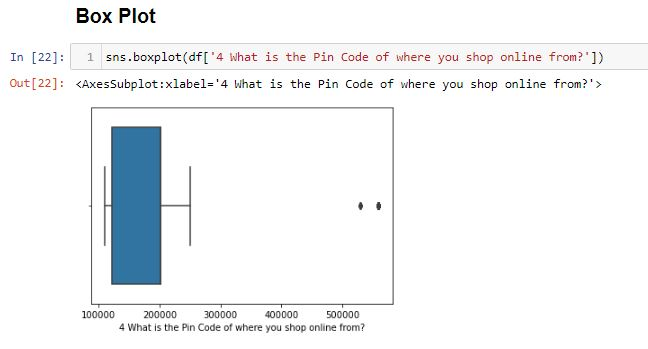 Box Plot
In [22]: 1 sns.boxplot(df['4 What is the Pin Code of where you shop online from?'])
Out[22]: <AxesSubplot:xlabel='4 What is the Pin Code of where you shop online from?'>
100000 200000 300000 400000 500000
4 What is the Pin Code of where you shop online from?